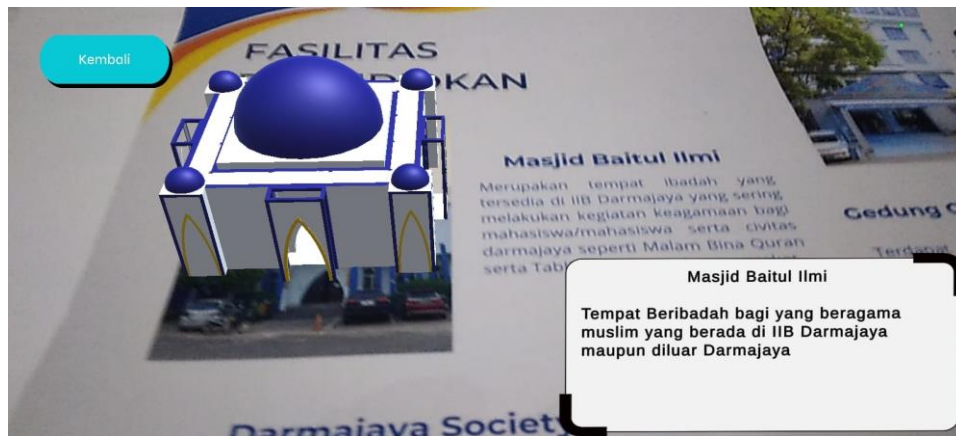 Kembali
FASILITAS
KAN
Masjid Baitul Ilmi
Merupakan tempat ibadah yang
tersedia di IIB Darmajaya yang sering
melakukan kegiatan keagamaan bagi
mahasiswa/mahasiswa serta civitas
darmajaya seperti Malam Bina Quran
serta
Gedung
Terdapat
Masjid Baitul Ilmi
Tempat Beribadah bagi yang beragama
muslim yang berada di IIB Darmajaya
maupun diluar Darmajaya
Darmajaya Society